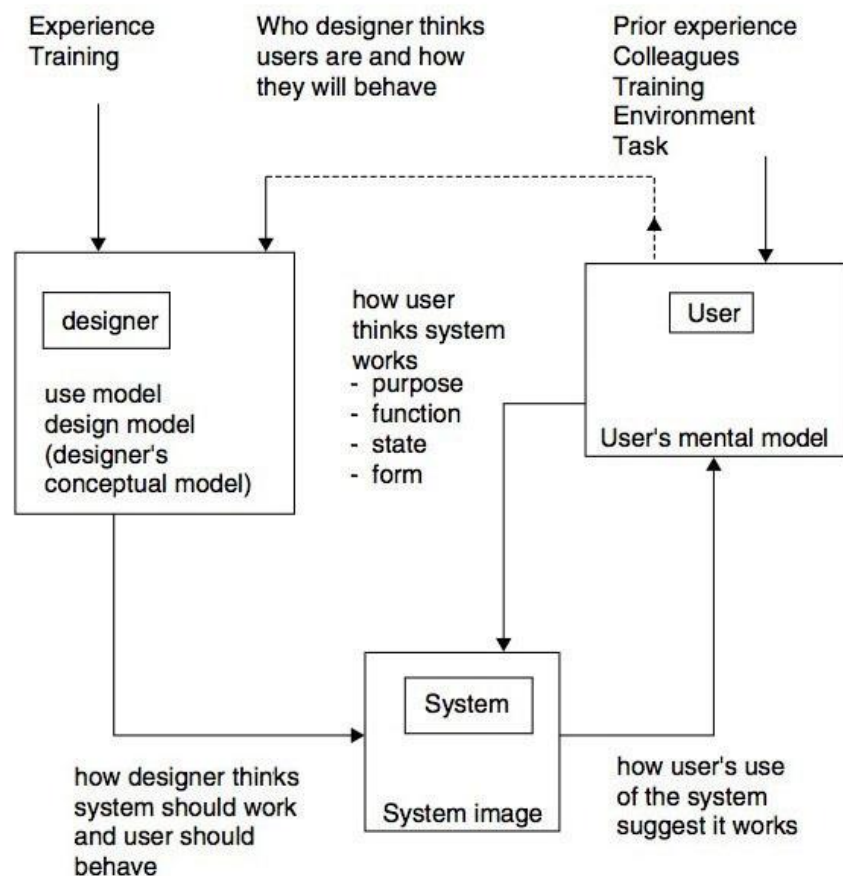 Experience
Training
Who designer thinks
users are and how
they will behave
Prior experience
Colleagues
Training
Environment
Task
designer
use model
design model
(designer's
conceptual model)
how user
thinks system
works
- purpose
- function
- state
- form
User
User's mental model
System
System image
how designer thinks
system should work
and user should
behave
how user's use
of the system
suggest it works